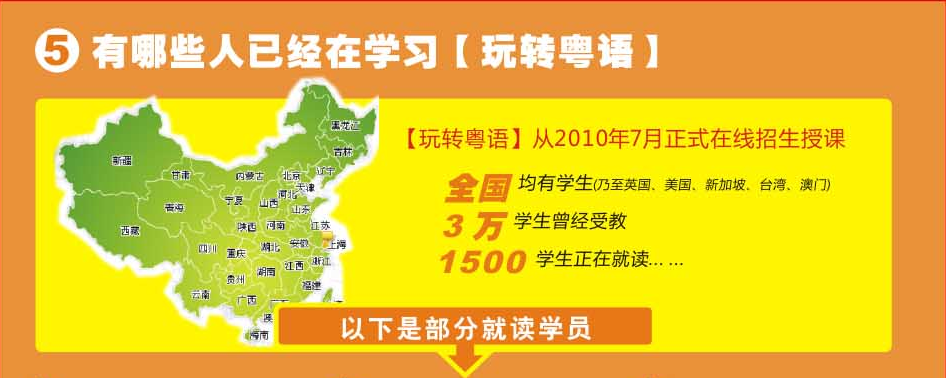 5 有哪些人已经在学习【玩转粤语】
【玩转粤语】从2010年7月正式在线招生授课
全国 均有学生(乃至英国、美国、新加坡、台湾、澳门)
3万 学生曾经受教
1500 学生正在就读... ...
黑龙江
吉林
辽宁
新疆
甘肃
内蒙古
北京
天津
河北
宁夏
山西
山东
青海
西藏
陕西
河南
江苏
四川
重庆
湖北
安徽
上海
浙江
湖南
江西
贵州
福建
云南
广西
澳
海南
以下是部分就读学员